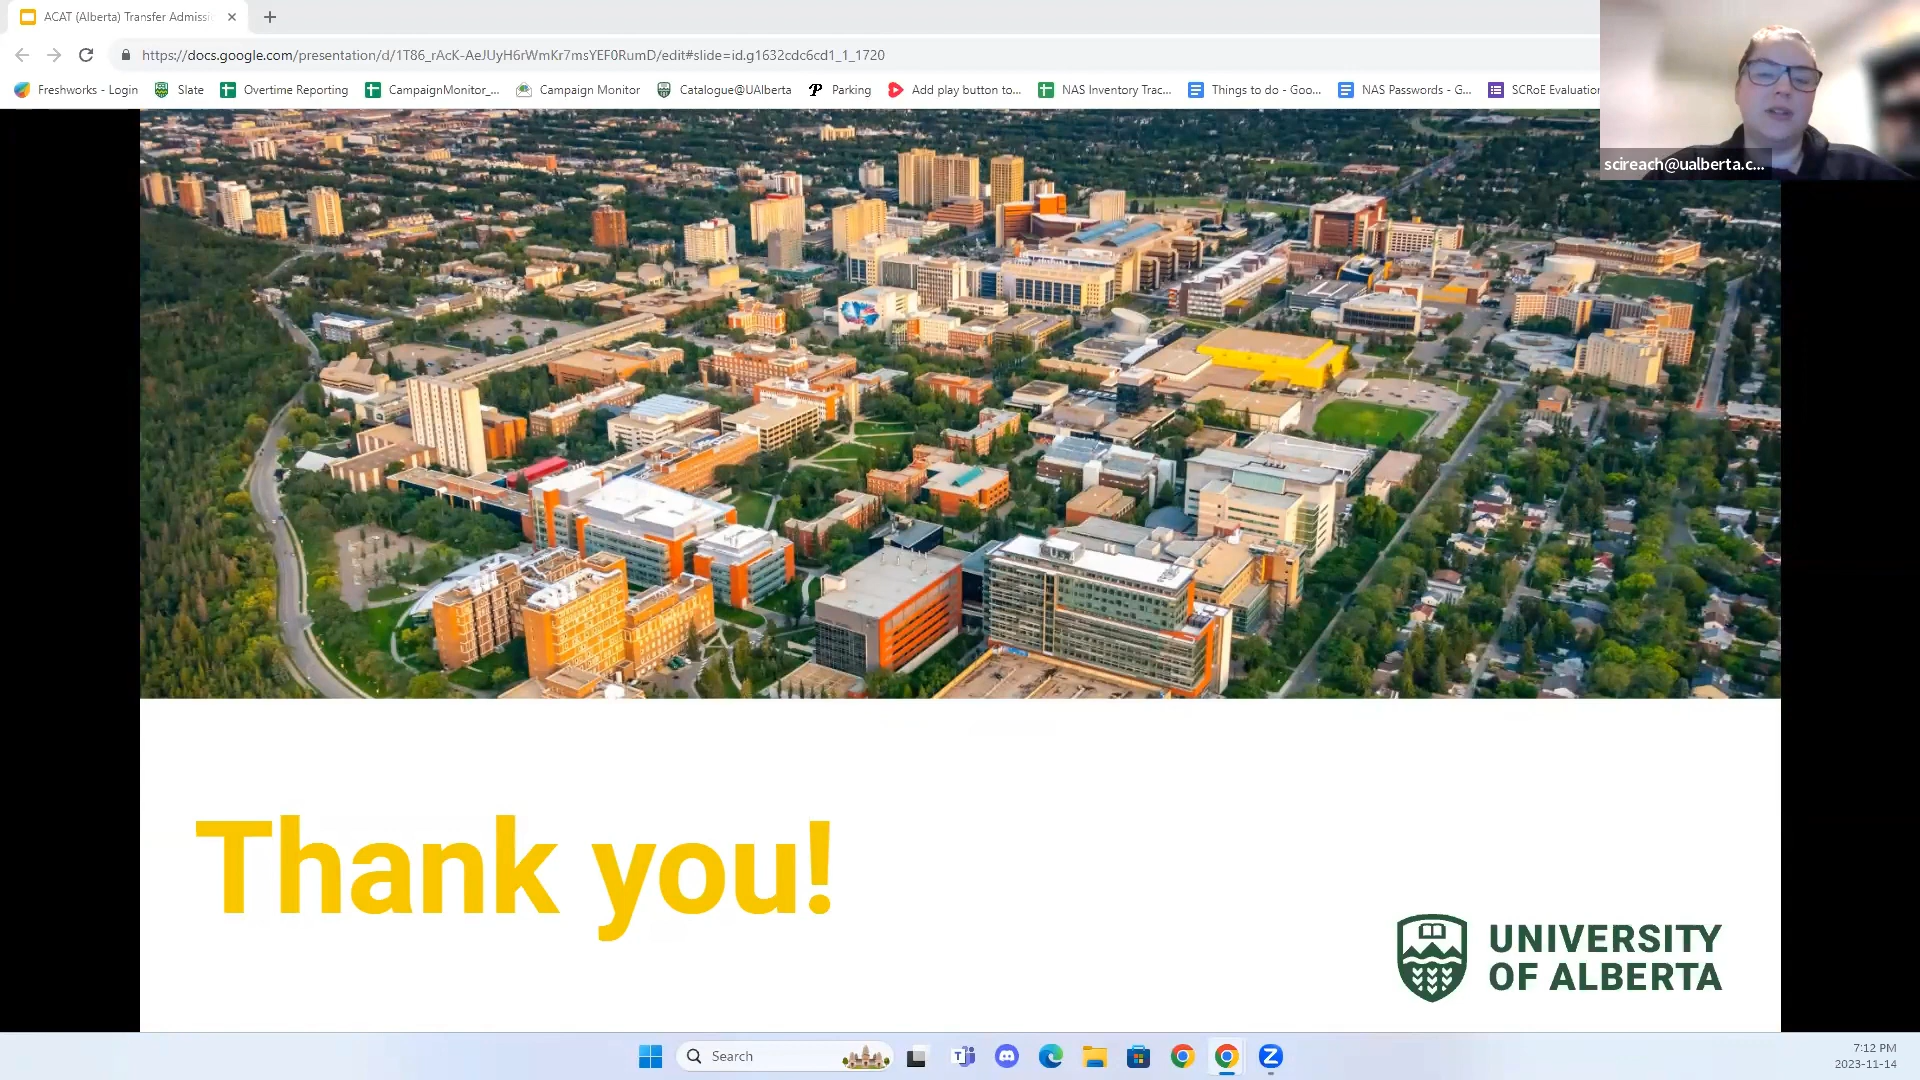 ACAT (Alberta) Transfer Admissi
https://docs.google.com/presentation/d/1T86_rAcK-AeJUyH6rWmKr7msYEF0RumD/edit#slide=id.g1632cdc6cd1_1_1720
Freshworks - Login
Slate
Overtime Reporting
CampaignMonitor_...
Campaign Monitor
Catalogue@UAlberta
Parking
Add play button to...
NAS Inventory Trac...
Things to do - Goo...
NAS Passwords - G...
SCRoE Evaluation
scireach@ualberta.c...
Thank you!
UNIVERSITY
OF ALBERTA
Search
7:12 PM
2023-11-14